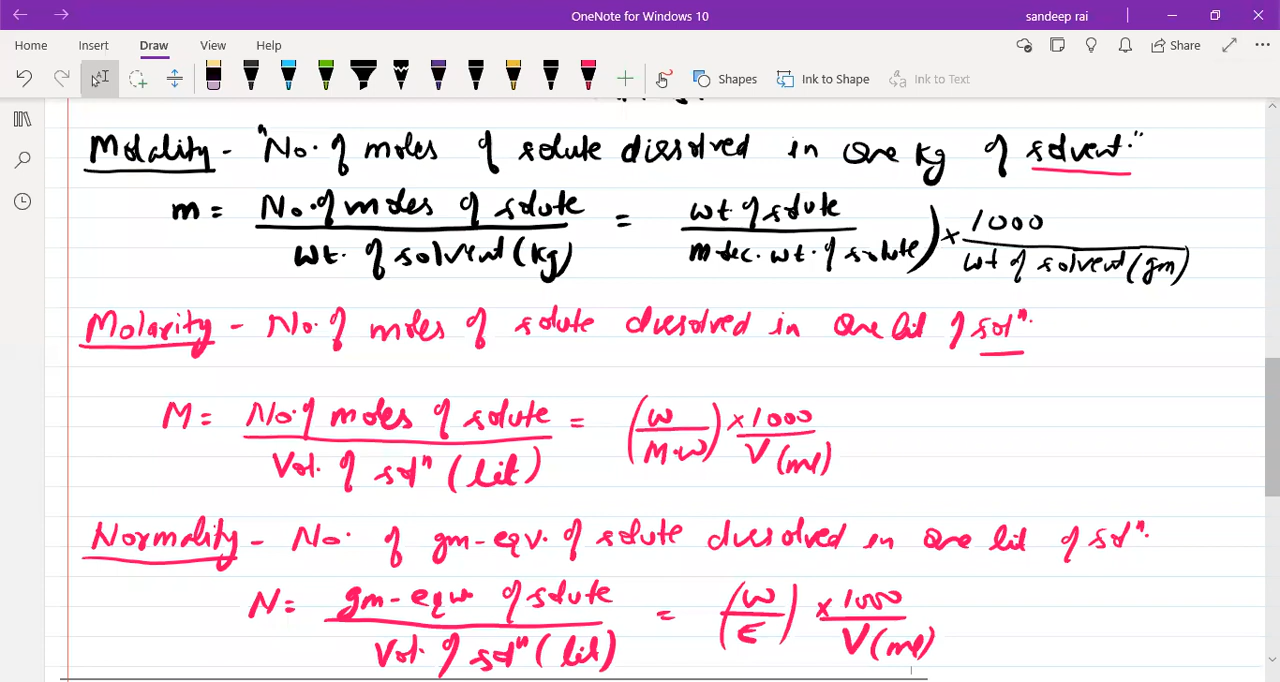 OneNote for Windows 10
sandeep rai
Home Insert Draw View Help
Share
Shapes Ink to Shape Ink to Text
Molality - "No. of moles of solute dissolved in one kg of solvent."
m = No. of moles of solute / Wt. of solvent (kg) = wt of solute / molec. wt. of solute) × 1000 / wt of solvent (gm)
Molarity - No. of moles of solute dissolved in one lit of solⁿ.
M = No. of moles of solute / Vol. of solⁿ (lit) = (w / M.w) × 1000 / V (ml)
Normality - No. of gm-eqv. of solute dissolved in one lit of solⁿ.
N = gm-eqv of solute / Vol. of solⁿ (lit) = (w / E) × 1000 / V (ml)